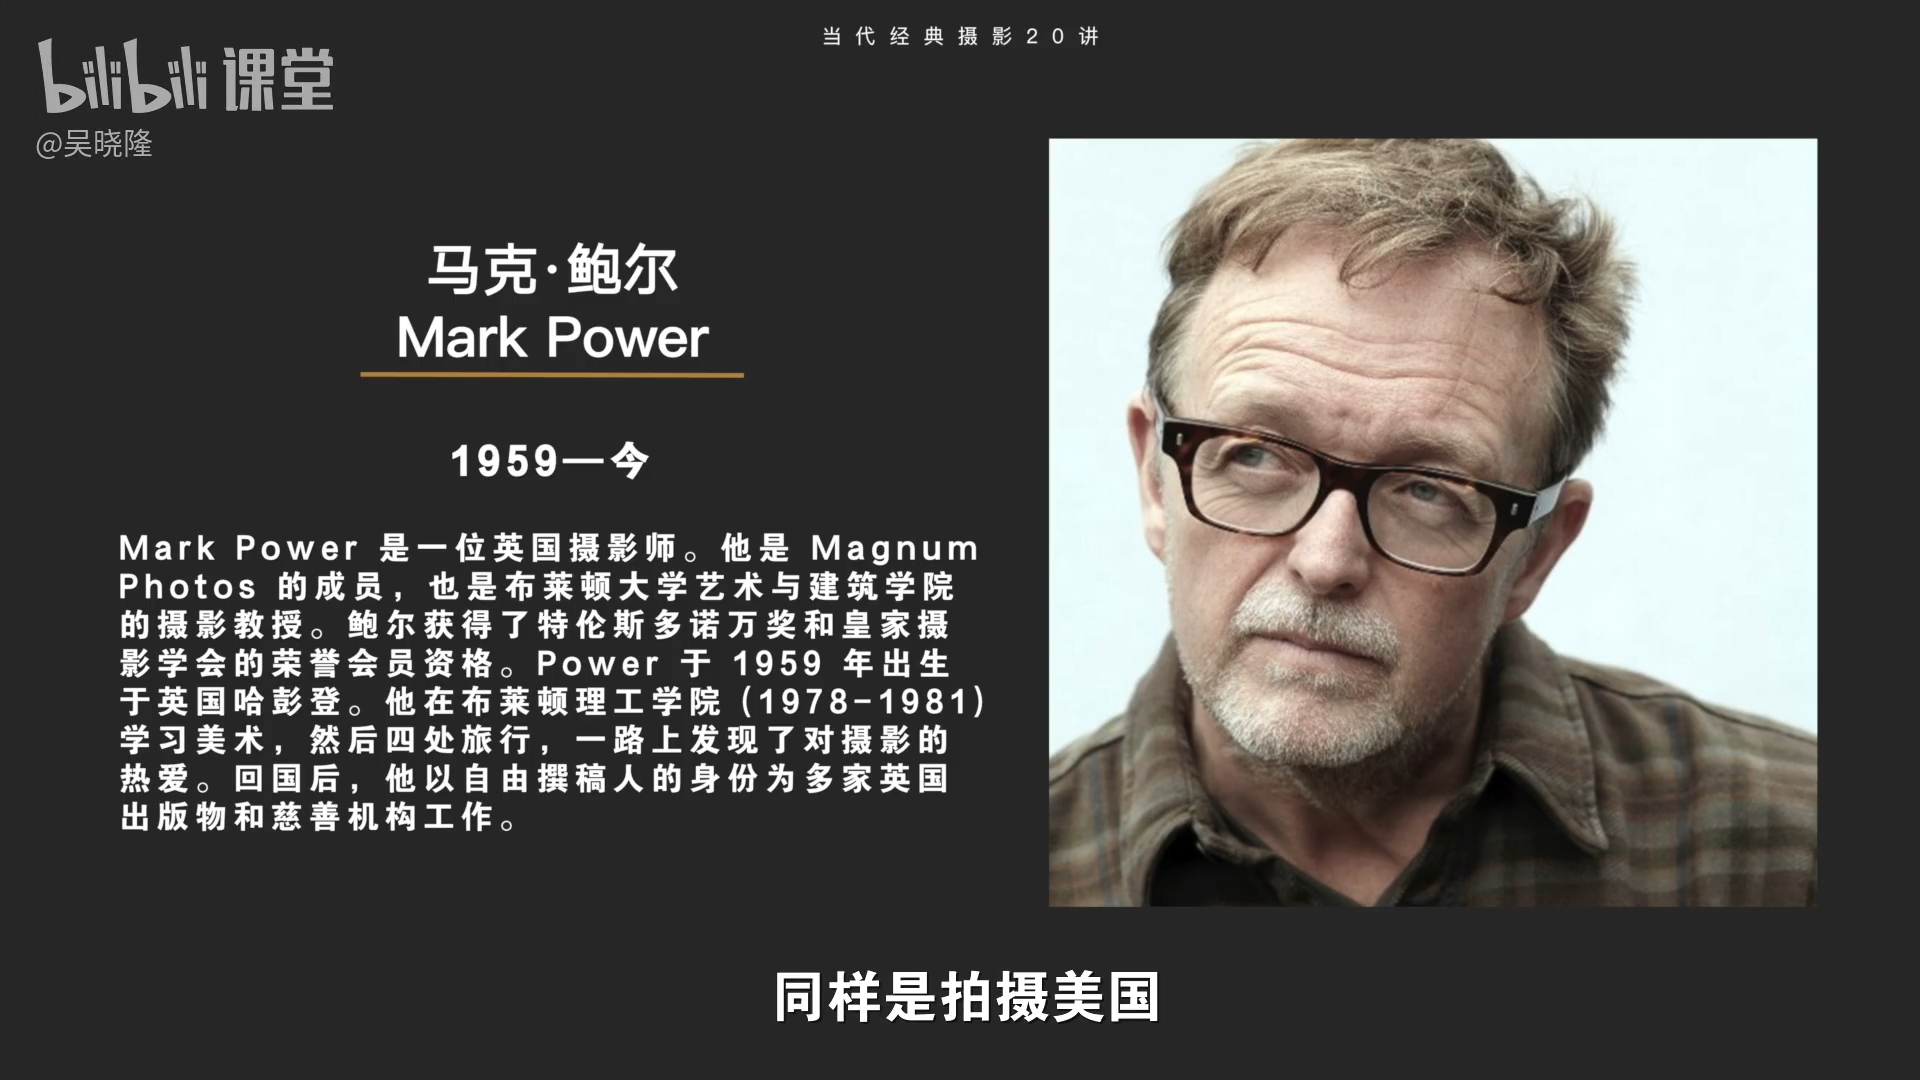 当代经典摄影20讲
bilibili 课堂
@吴晓隆
马克·鲍尔
Mark Power
1959—今
Mark Power 是一位英国摄影师。他是 Magnum
Photos 的成员，也是布莱顿大学艺术与建筑学院
的摄影教授。鲍尔获得了特伦斯多诺万奖和皇家摄
影学会的荣誉会员资格。Power 于 1959 年出生
于英国哈彭登。他在布莱顿理工学院（1978-1981）
学习美术，然后四处旅行，一路上发现了对摄影的
热爱。回国后，他以自由撰稿人的身份为多家英国
出版物和慈善机构工作。
同样是拍摄美国